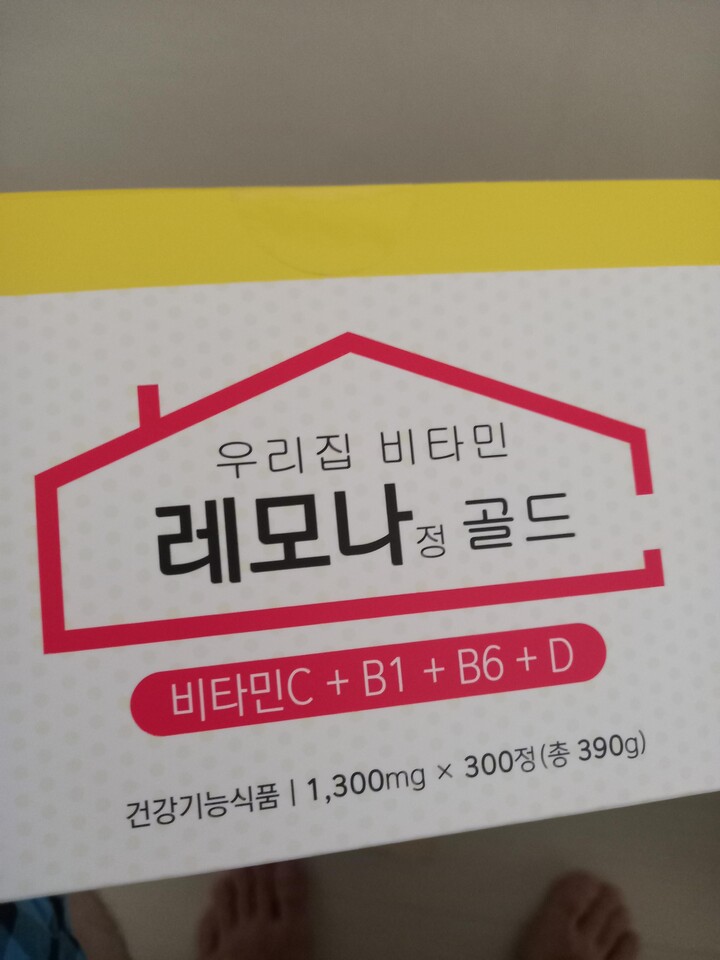 우리집 비타민
레모나정 골드
비타민C + B1 + B6 + D
건강기능식품 | 1,300mg × 300정(총 390g)